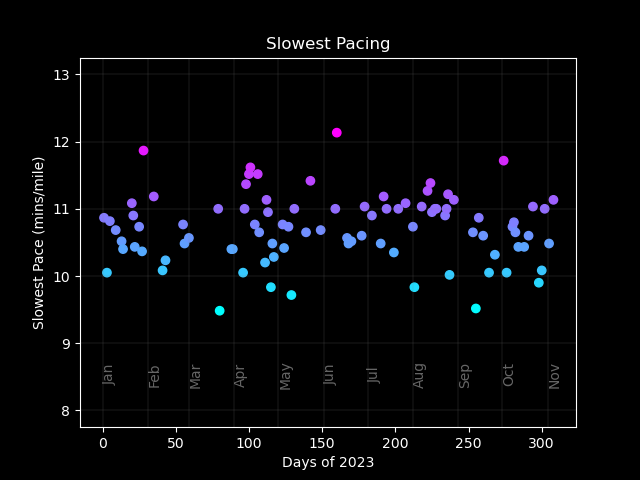 Slowest Pacing
Slowest Pace (mins/mile)
13
12
11
10
9
8
Jan
Feb
Mar
Apr
May
Jun
Jul
Aug
Sep
Oct
Nov
0
50
100
150
200
250
300
Days of 2023